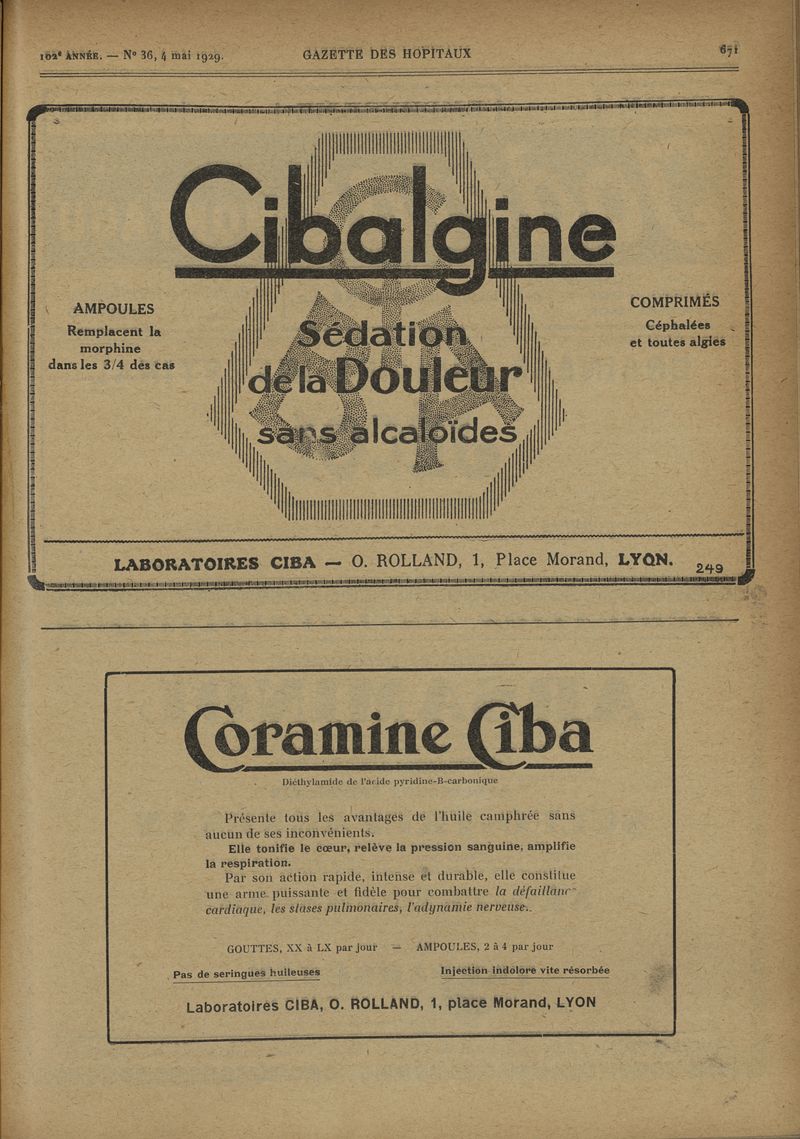 102e ANNÉE. — No 36, 4 mai 1929.
GAZETTE DES HOPITAUX
671
Cibalgine
AMPOULES
Remplacent la
morphine
dans les 3/4 des cas
COMPRIMÉS
Céphalées
et toutes algies
Sédation
de la Douleur
sans alcaloïdes
CIBA
LABORATOIRES CIBA — O. ROLLAND, 1, Place Morand, LYON.
249
Coramine Ciba
Diéthylamide de l'acide pyridine-B-carbonique
Présente tous les avantages de l'huile camphrée sans
aucun de ses inconvénients.
Elle tonifie le cœur, relève la pression sanguine, amplifie
la respiration.
Par son action rapide, intense et durable, elle constitue
une arme puissante et fidèle pour combattre la défaillanc
cardiaque, les stases pulmonaires, l'adynamie nerveuse..
GOUTTES, XX à LX par jour — AMPOULES, 2 à 4 par jour
Pas de seringues huileuses
Injection indolore vite résorbée
Laboratoires CIBA, O. ROLLAND, 1, place Morand, LYON